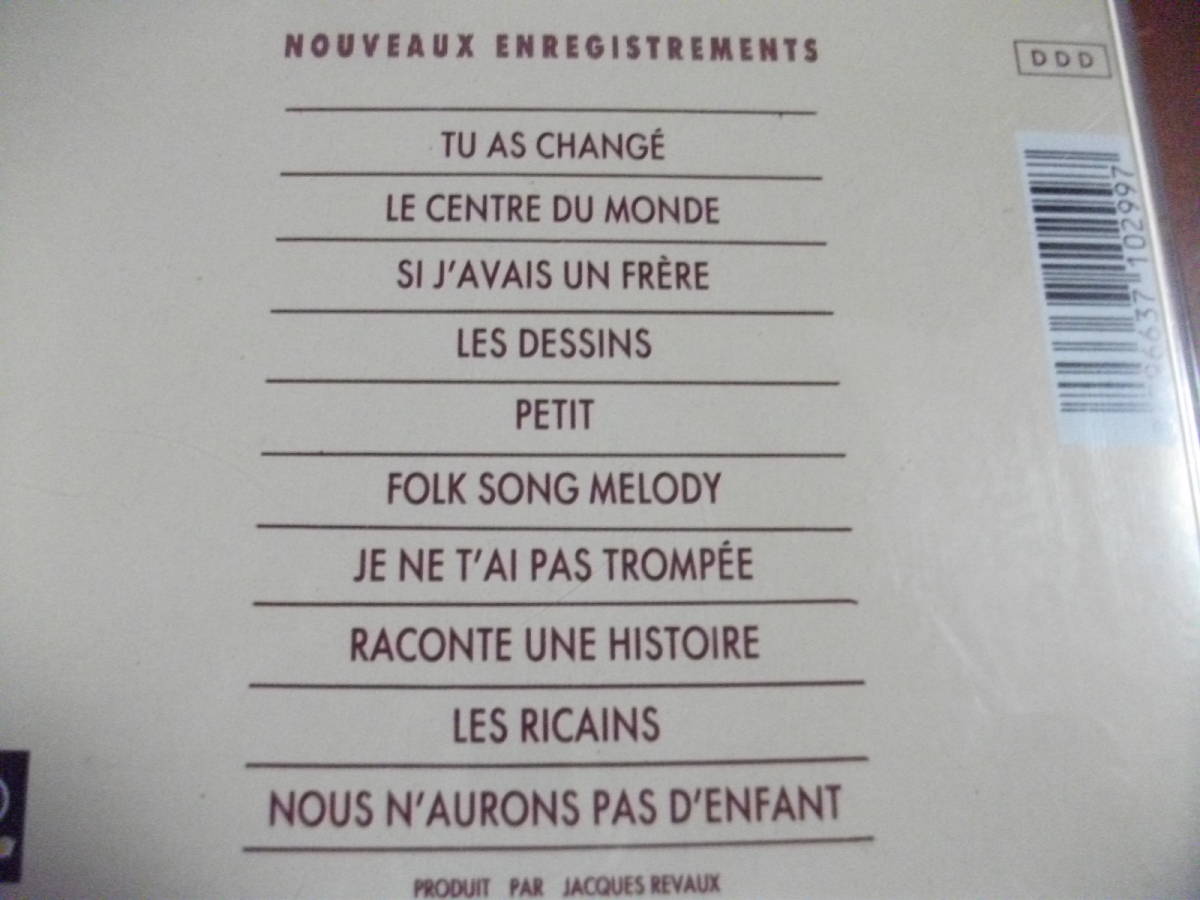 NOUVEAUX ENREGISTREMENTS
DDD
TU AS CHANGÉ
LE CENTRE DU MONDE
SI J'AVAIS UN FRÈRE
LES DESSINS
PETIT
FOLK SONG MELODY
JE NE T'AI PAS TROMPÉE
RACONTE UNE HISTOIRE
LES RICAINS
NOUS N'AURONS PAS D'ENFANT
PRODUIT PAR JACQUES REVAUX
102997